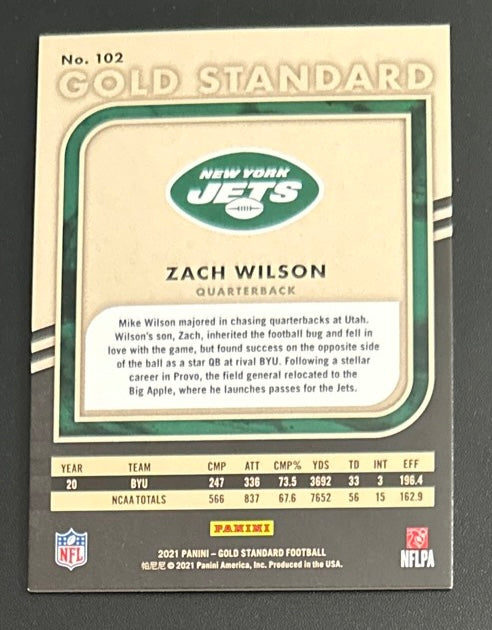 No. 102
GOLD STANDARD
NEW YORK
JETS
ZACH WILSON
QUARTERBACK
Mike Wilson majored in chasing quarterbacks at Utah.
Wilson's son, Zach, inherited the football bug and fell in
love with the game, but found success on the opposite side
of the ball as a star QB at rival BYU. Following a stellar
career in Provo, the field general relocated to the
Big Apple, where he launches passes for the Jets.
YEAR TEAM CMP ATT CMP% YDS TD INT EFF
20 BYU 247 336 73.5 3692 33 3 196.4
NCAA TOTALS 566 837 67.6 7652 56 15 162.9
PANINI
2021 PANINI – GOLD STANDARD FOOTBALL
帕尼尼 © 2021 Panini America, Inc. Produced in the USA.
NFL
NFLPA